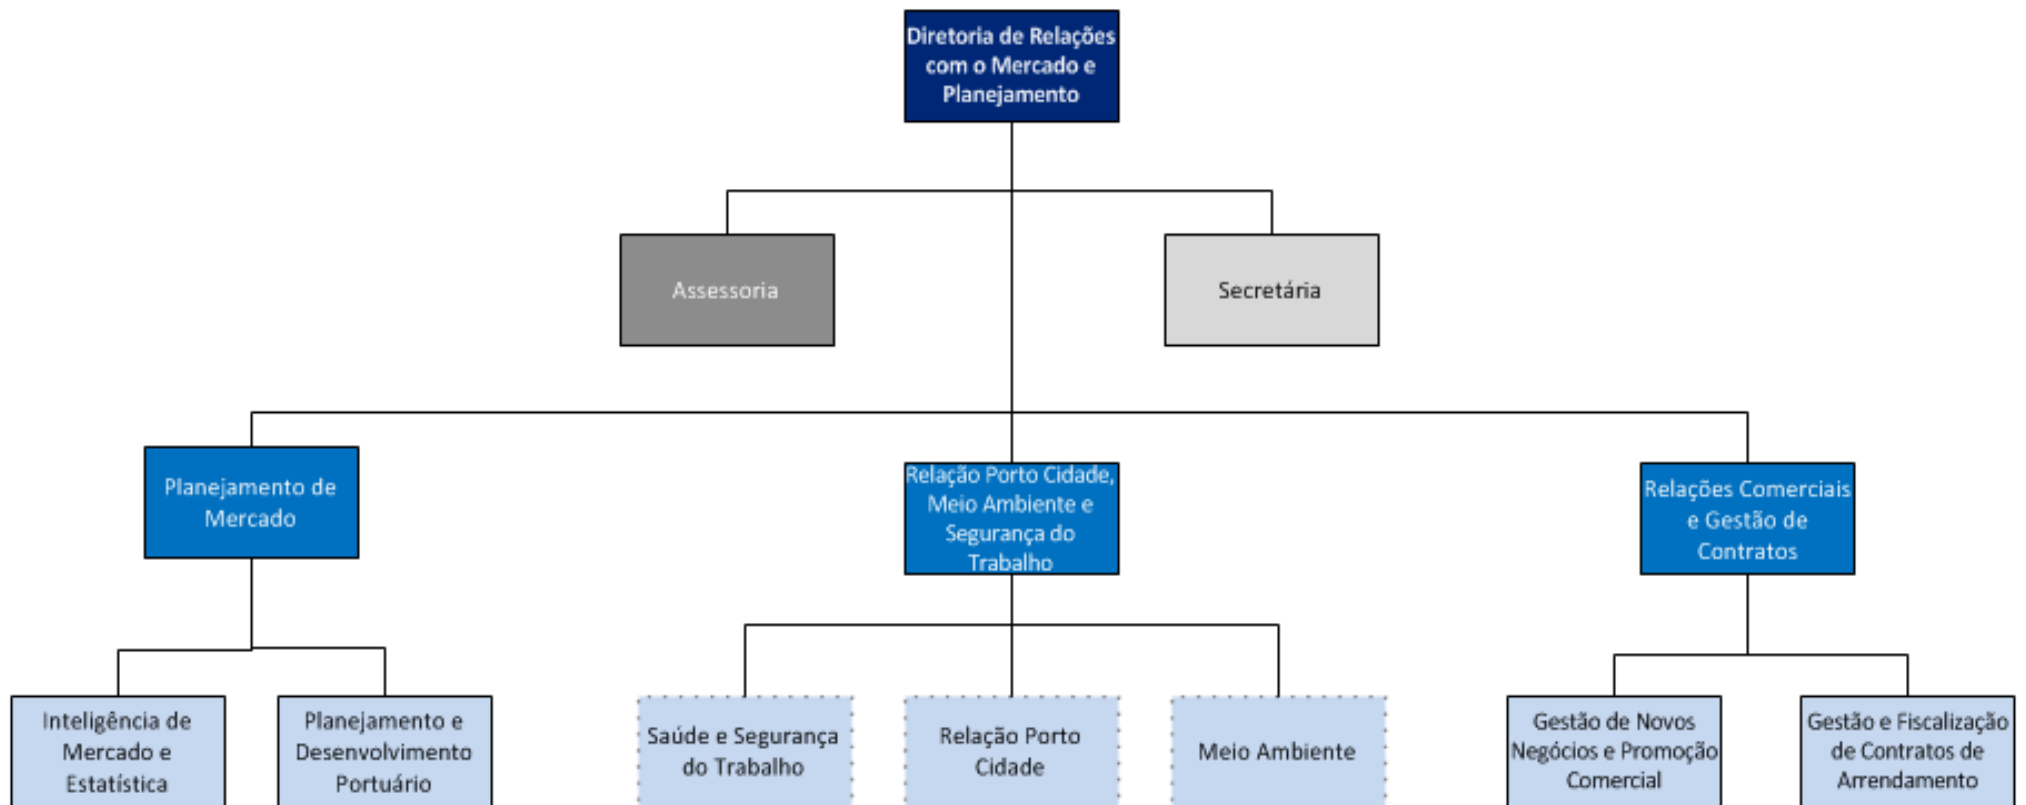 Diretoria de Relações
com o Mercado e
Planejamento
Assessoria
Secretária
Planejamento de
Mercado
Relação Porto Cidade,
Meio Ambiente e
Segurança do
Trabalho
Relações Comerciais
e Gestão de
Contratos
Inteligência de
Mercado e
Estatística
Planejamento e
Desenvolvimento
Portuário
Saúde e Segurança
do Trabalho
Relação Porto
Cidade
Meio Ambiente
Gestão de Novos
Negócios e Promoção
Comercial
Gestão e Fiscalização
de Contratos de
Arrendamento